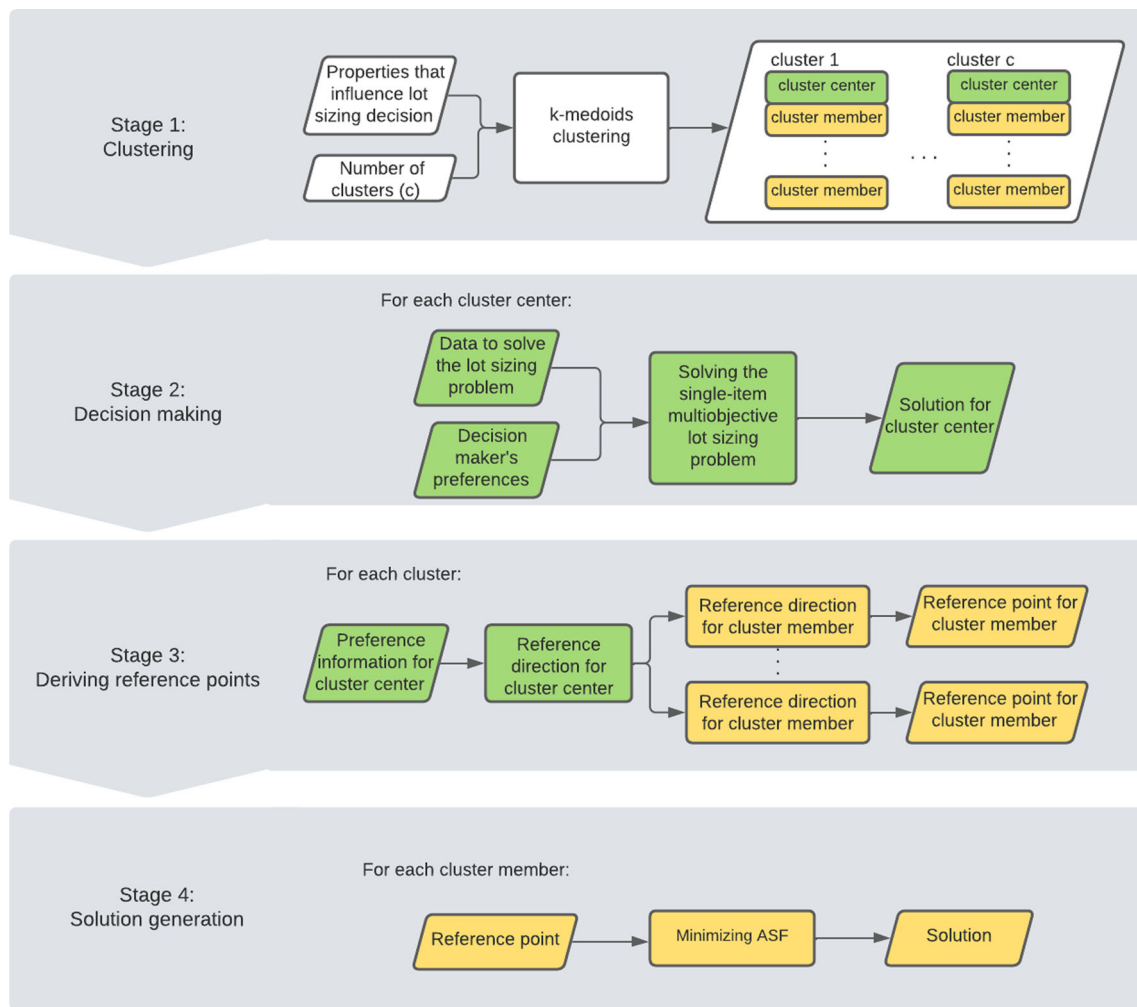 Stage 1:
Clustering
Properties that
influence lot
sizing decision
Number of
clusters (c)
k-medoids
clustering
cluster 1
cluster center
cluster member
cluster member
. . .
cluster c
cluster center
cluster member
cluster member
Stage 2:
Decision making
For each cluster center:
Data to solve
the lot sizing
problem
Decision
maker's
preferences
Solving the
single-item
multiobjective
lot sizing
problem
Solution for
cluster center
Stage 3:
Deriving reference points
For each cluster:
Preference
information for
cluster center
Reference
direction for
cluster center
Reference direction
for cluster member
Reference point for
cluster member
Reference direction
for cluster member
Reference point for
cluster member
Stage 4:
Solution generation
For each cluster member:
Reference point
Minimizing ASF
Solution